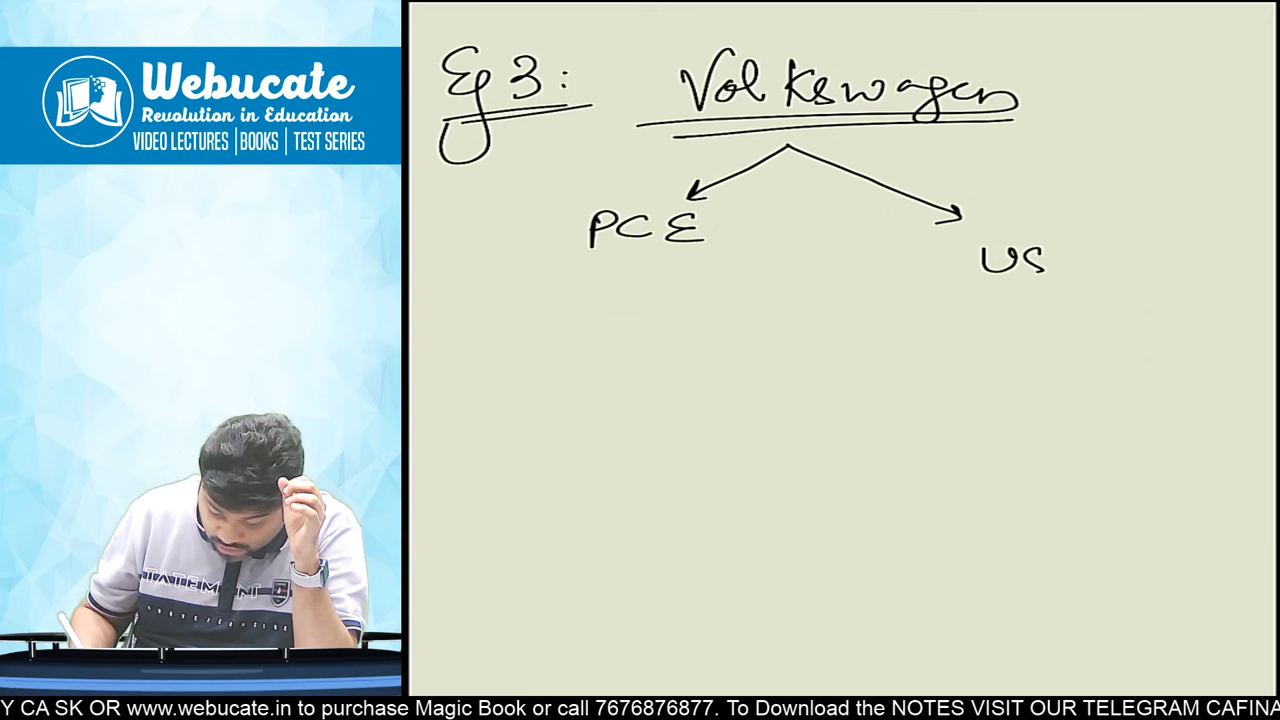 Webucate
Revolution in Education
VIDEO LECTURES | BOOKS | TEST SERIES
Eg 3: Volkswagen
PCE
US
TATEMENT
Y CA SK OR www.webucate.in to purchase Magic Book or call 7676876877. To Download the NOTES VISIT OUR TELEGRAM CAFINA